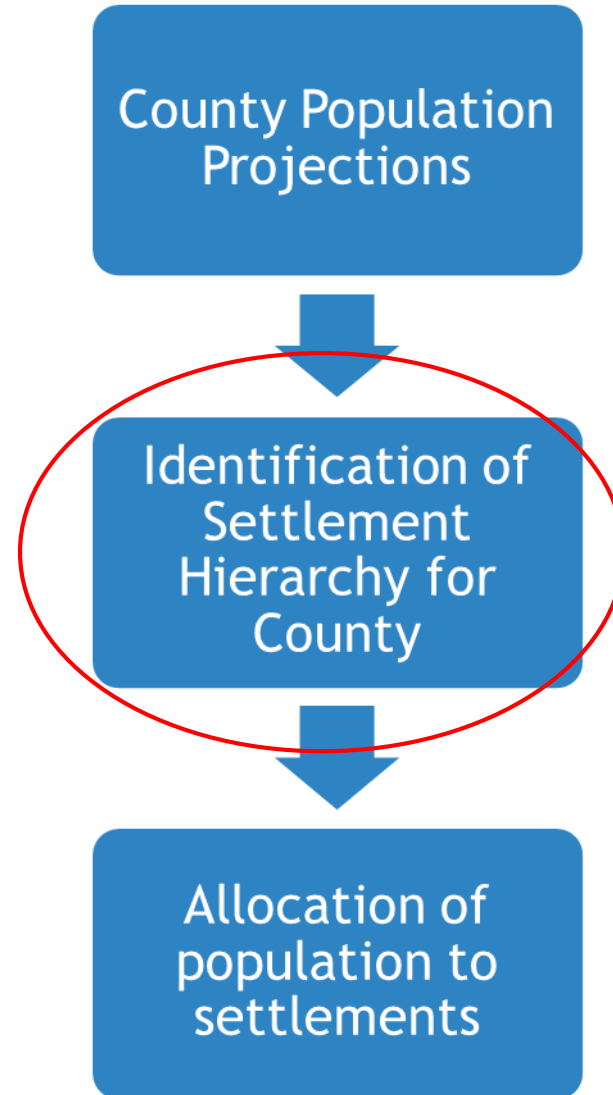 County Population
Projections
Identification of
Settlement
Hierarchy for
County
Allocation of
population to
settlements